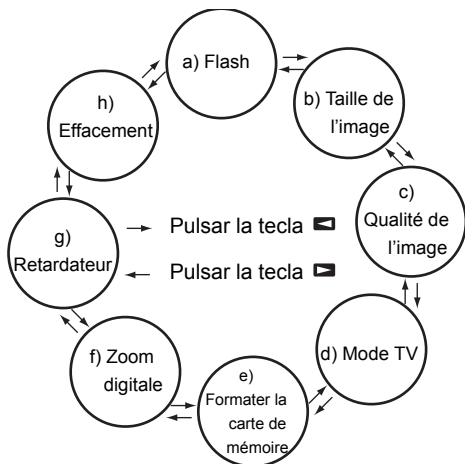 a) Flash
b) Taille de
l'image
c)
Qualité de
l'image
d) Mode TV
e)
Formater la
carte de
mémoire
f) Zoom
digitale
g)
Retardateur
h)
Effacement
Pulsar la tecla ◄
Pulsar la tecla ►